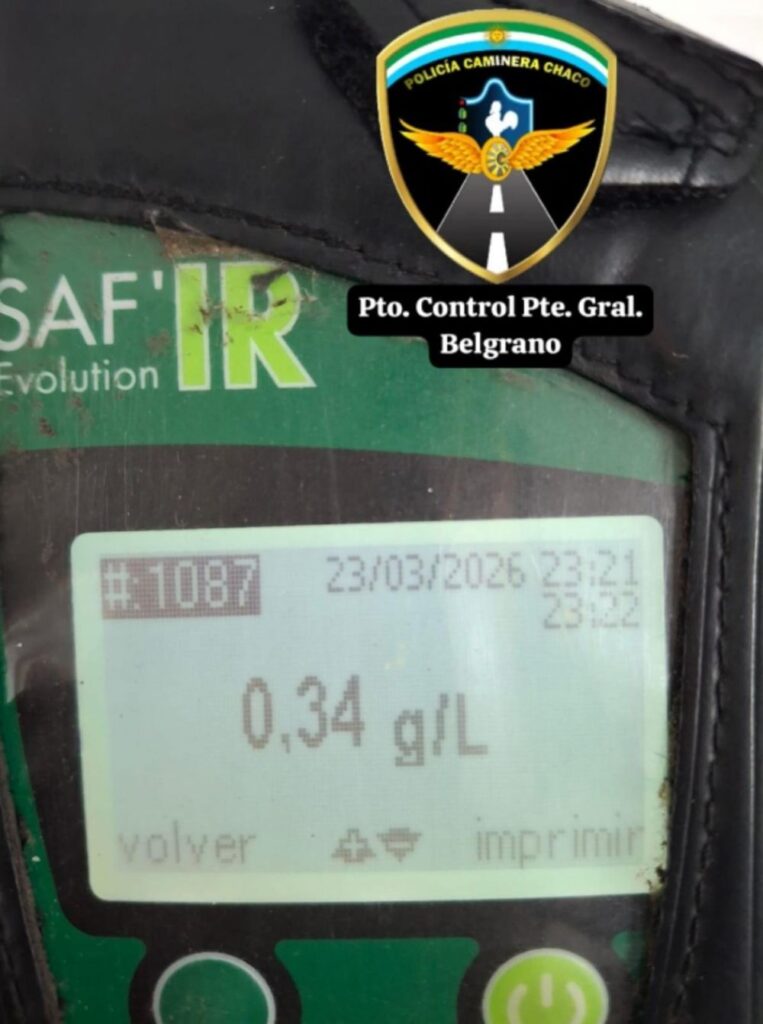 POLICÍA CAMINERA CHACO
Pto. Control Pte. Gral.
Belgrano
SAF'IR
Evolution
#:1087 23/03/2026 23:21
23:22
0,34 g/L
volver imprimir